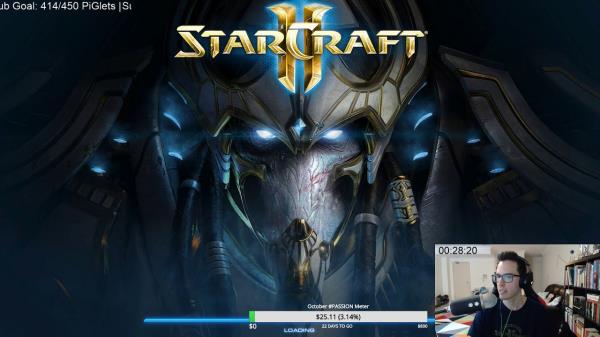 ub Goal: 414/450 PiGlets |Su
STARCRAFT
II
00:28:20
October #PASSION Meter
$25.11 (3.14%)
$0
LOADING
22 DAYS TO GO